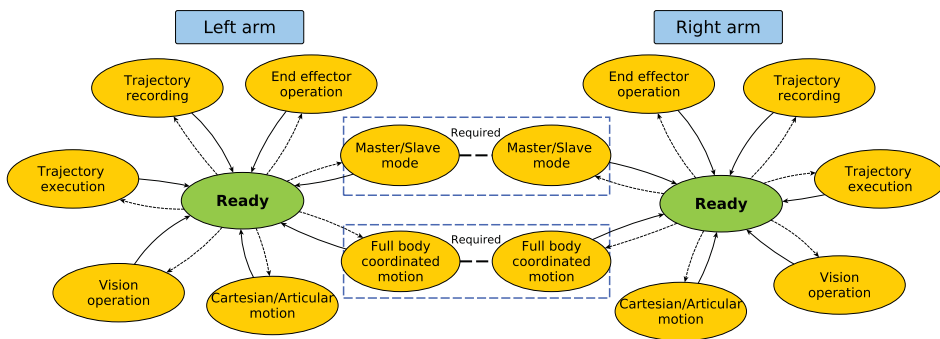 Left arm
Right arm
Trajectory
recording
End effector
operation
End effector
operation
Trajectory
recording
Master/Slave
mode
Required
Master/Slave
mode
Trajectory
execution
Ready
Ready
Trajectory
execution
Full body
coordinated
motion
Required
Full body
coordinated
motion
Vision
operation
Cartesian/Articular
motion
Cartesian/Articular
motion
Vision
operation